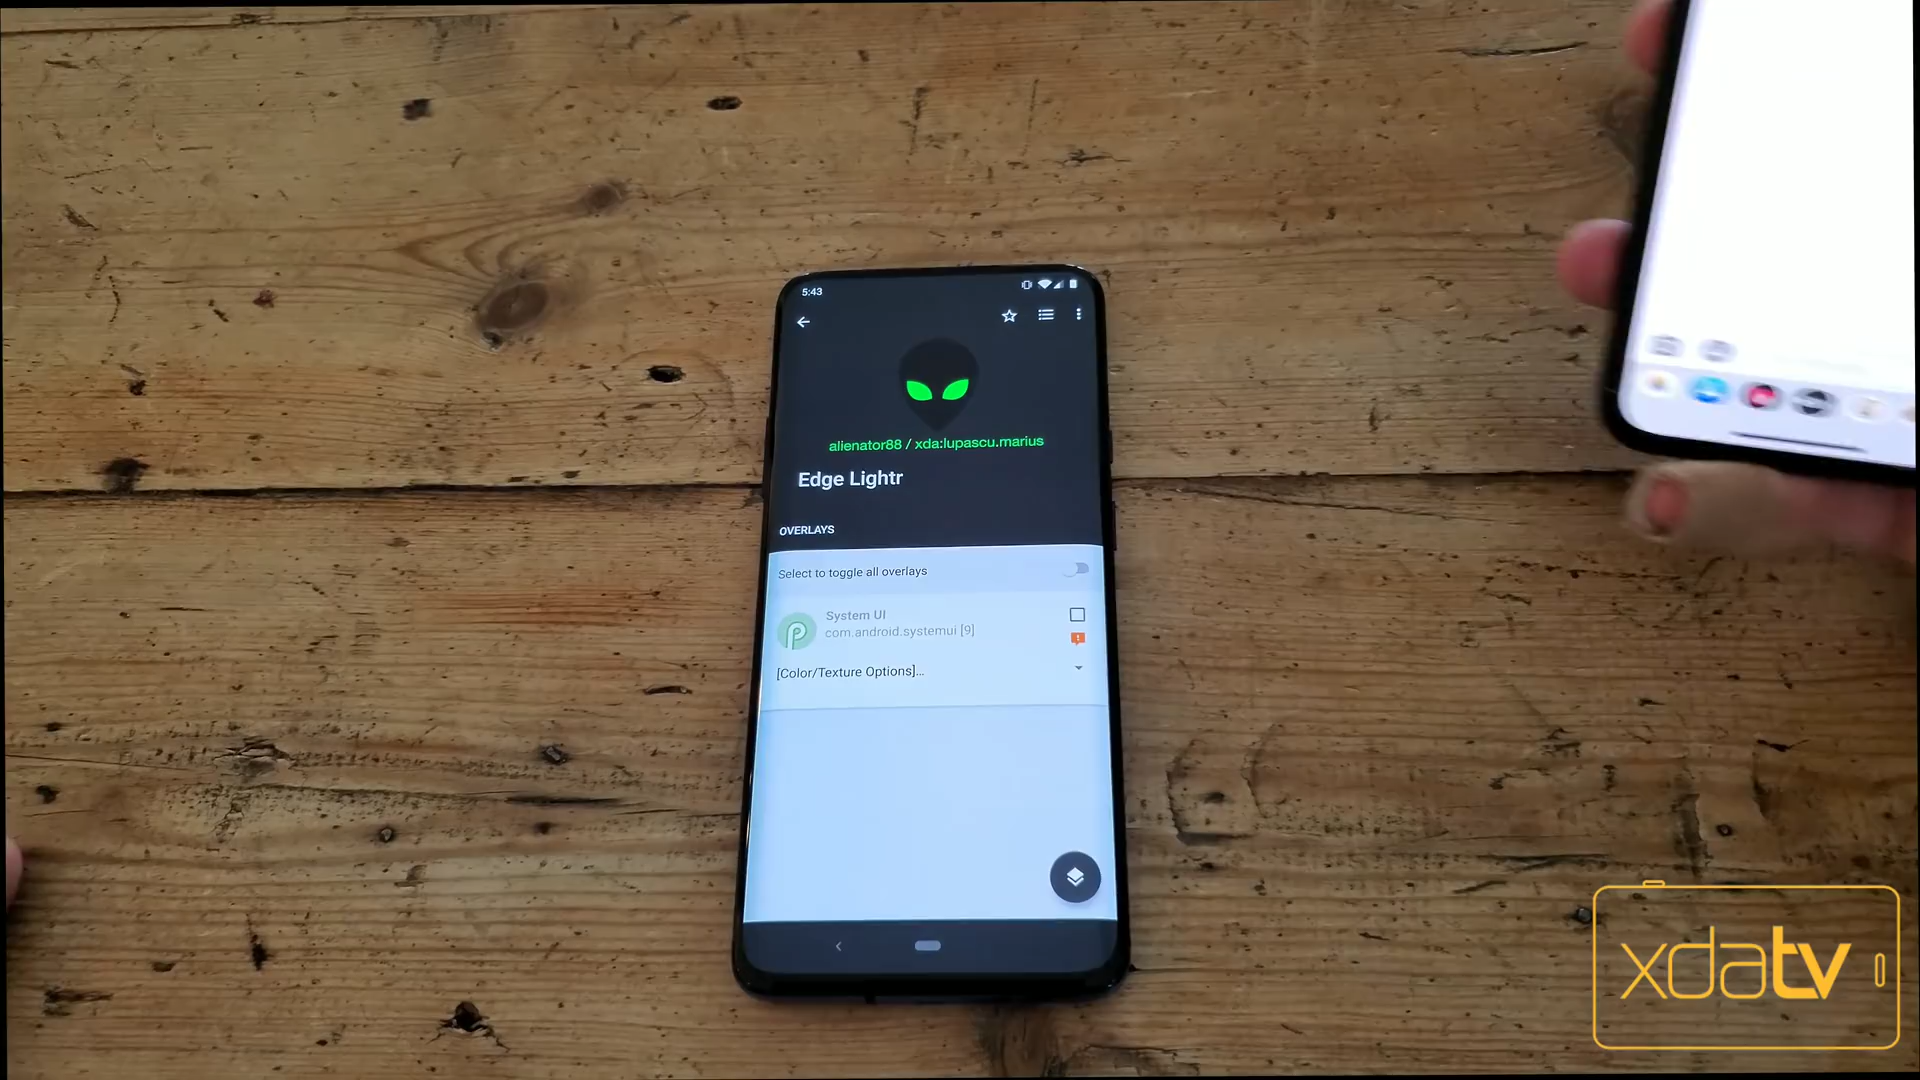 5:43
alienator88 / xda:lupascu.marius
Edge Lightr
OVERLAYS
Select to toggle all overlays
System UI
com.android.systemui [9]
[Color/Texture Options]...
xdatv